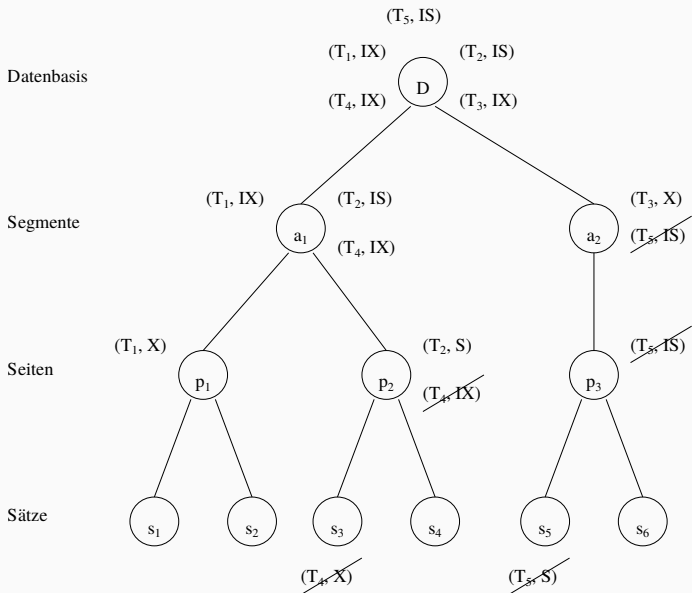 (T₅, IS)
(T₁, IX) (T₂, IS)
Datenbasis
D
(T₄, IX) (T₃, IX)
(T₁, IX) (T₂, IS) (T₃, X)
Segmente
a₁ a₂
(T₄, IX) (T₅, IS)
(T₁, X) (T₂, S) (T₅, IS)
Seiten
p₁ p₂ p₃
(T₄, IX)
Sätze
s₁ s₂ s₃ s₄ s₅ s₆
(T₄, X) (T₅, S)